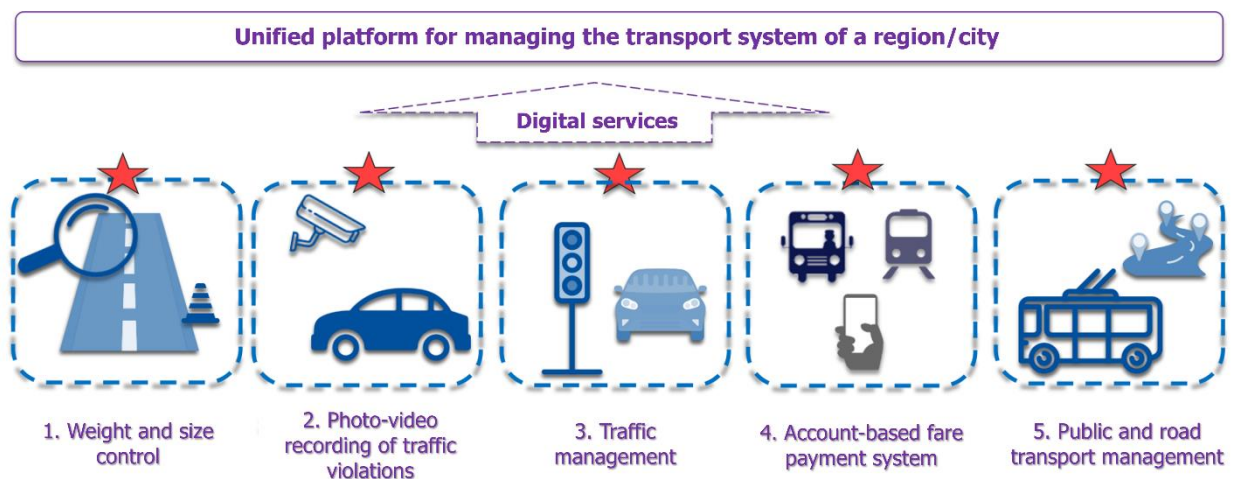 Unified platform for managing the transport system of a region/city
Digital services
1. Weight and size
control
2. Photo-video
recording of traffic
violations
3. Traffic
management
4. Account-based fare
payment system
5. Public and road
transport management